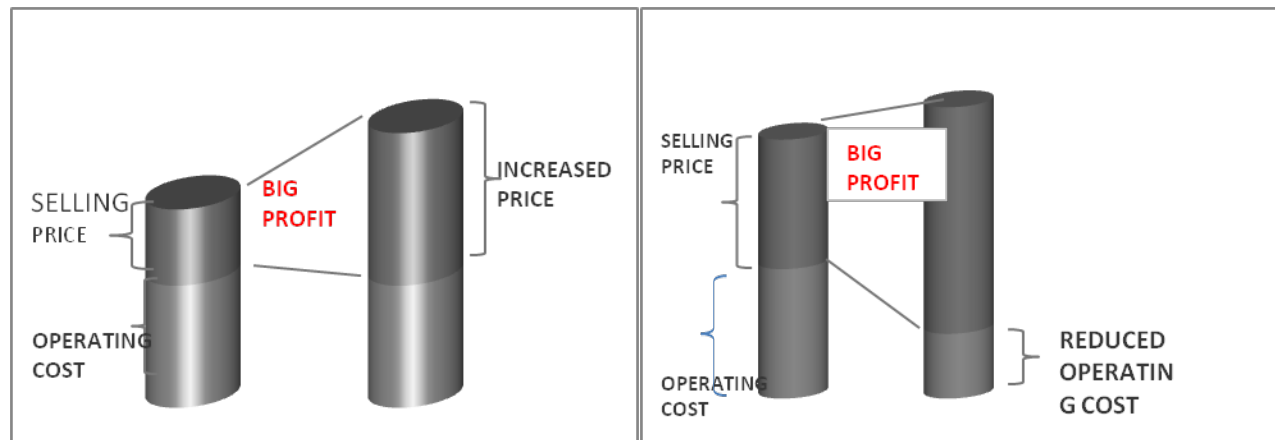 SELLING
PRICE
BIG
PROFIT
INCREASED
PRICE
OPERATING
COST
SELLING
PRICE
BIG
PROFIT
OPERATING
COST
REDUCED
OPERATIN
G COST